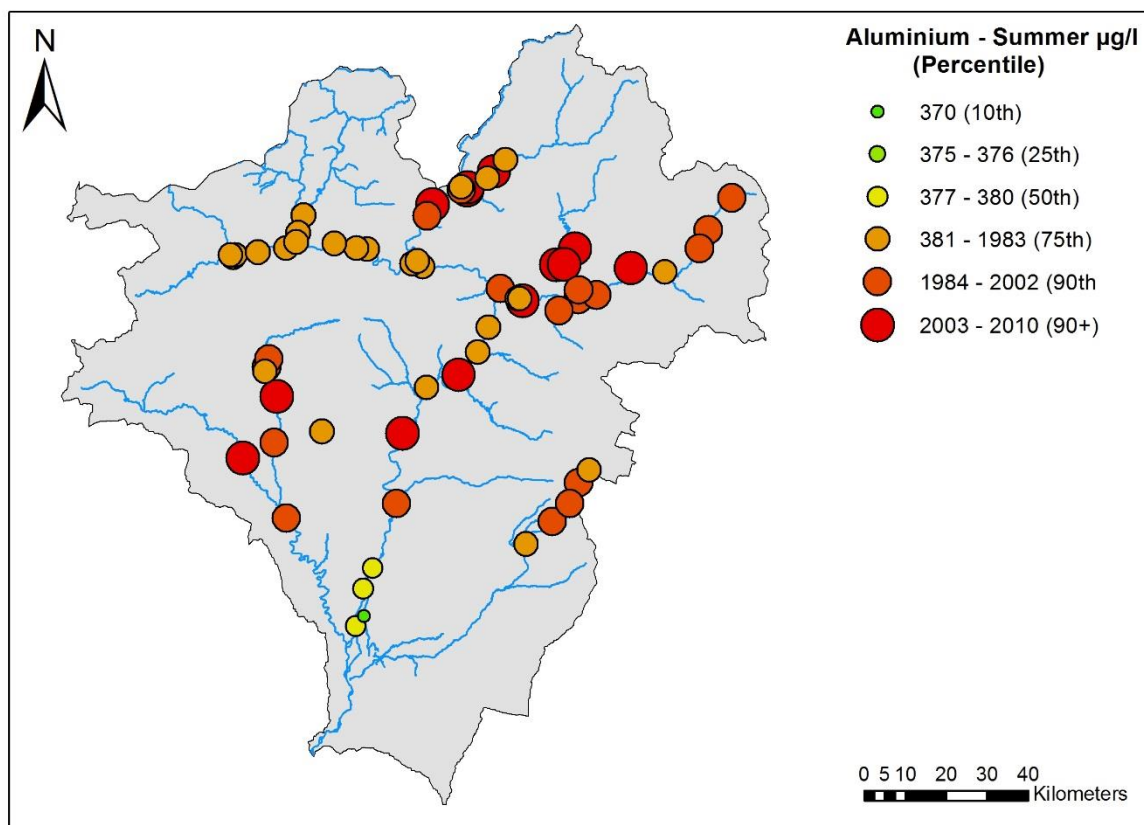 N
Aluminium - Summer µg/l
(Percentile)
370 (10th)
375 - 376 (25th)
377 - 380 (50th)
381 - 1983 (75th)
1984 - 2002 (90th
2003 - 2010 (90+)
0 5 10 20 30 40
Kilometers